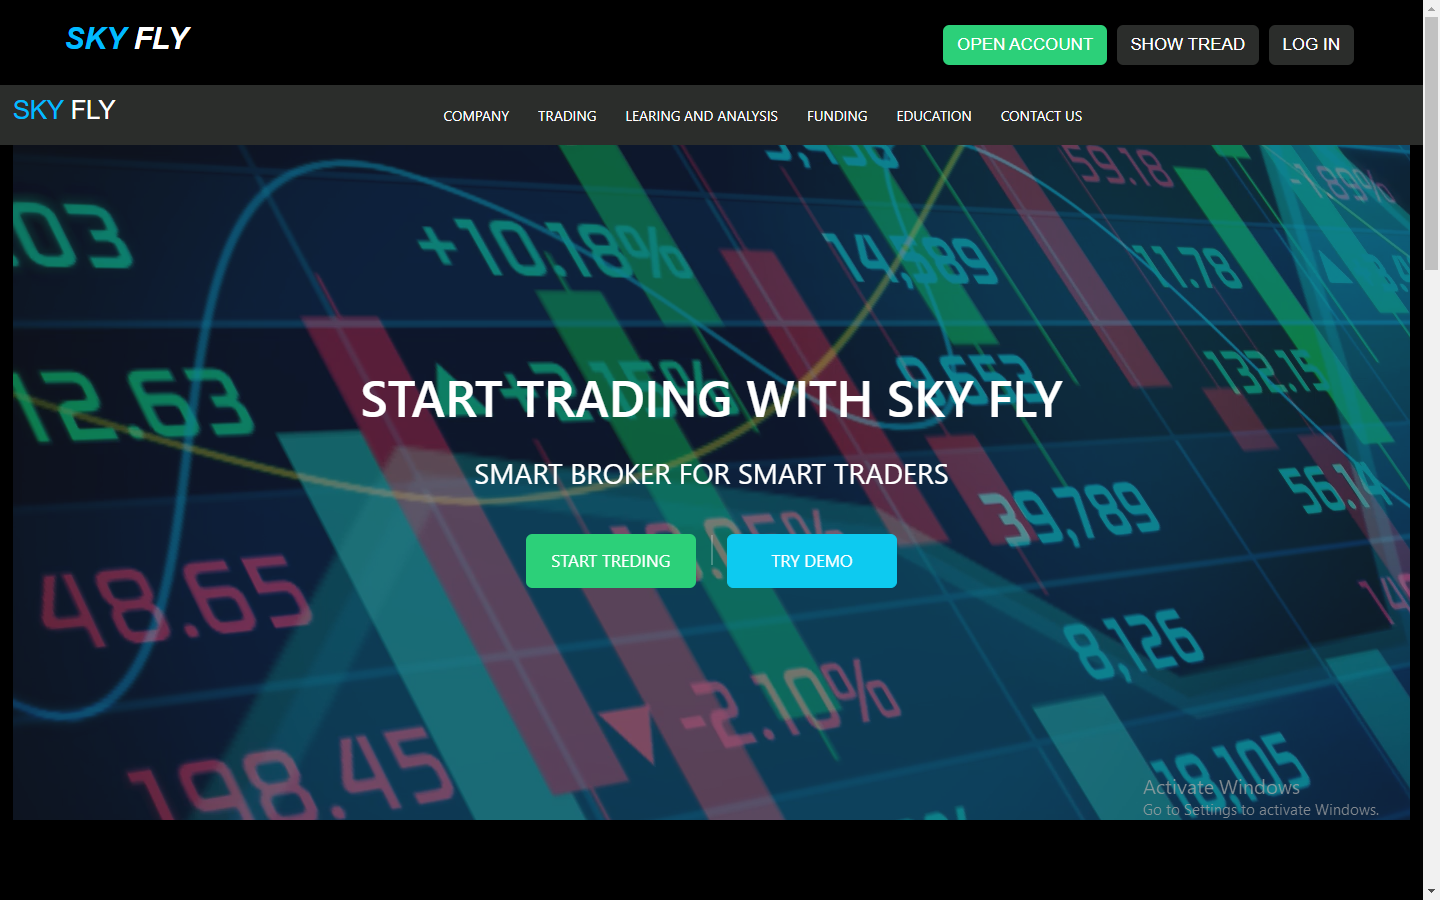 SKY FLY
OPEN ACCOUNT
SHOW TREAD
LOG IN
SKY FLY
COMPANY
TRADING
LEARING AND ANALYSIS
FUNDING
EDUCATION
CONTACT US
59.18
-1.89%
.03
+10.18%
14,589
11.78
12.63
132.15
START TRADING WITH SKY FLY
SMART BROKER FOR SMART TRADERS
56.14
39,789
START TREDING
TRY DEMO
48.65
8,126
-2.10%
198.45
18,105
Activate Windows
Go to Settings to activate Windows.